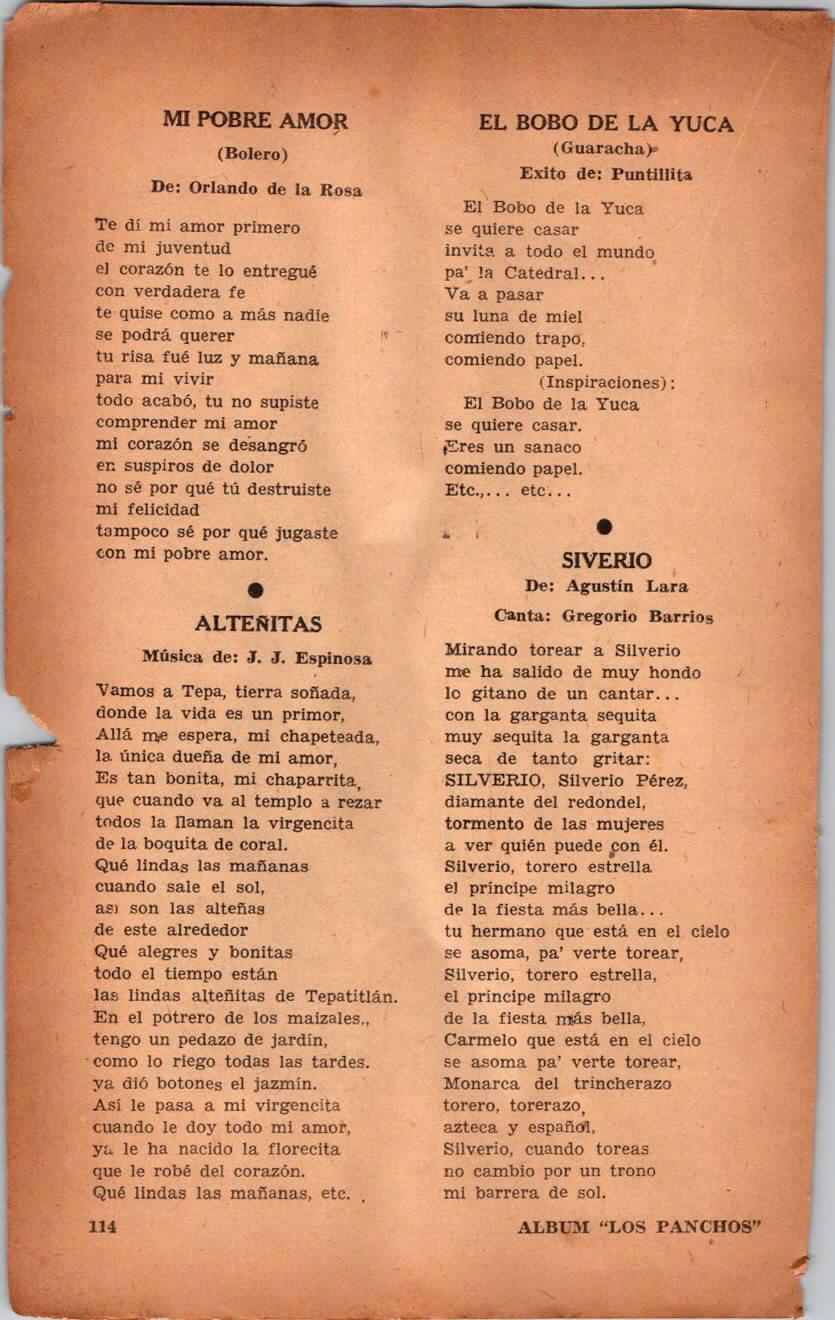 MI POBRE AMOR
(Bolero)
De: Orlando de la Rosa
Te dí mi amor primero
de mi juventud
el corazón te lo entregué
con verdadera fe
te quise como a más nadie
se podrá querer
tu risa fué luz y mañana
para mi vivir
todo acabó, tu no supiste
comprender mi amor
mi corazón se desangró
en suspiros de dolor
no sé por qué tú destruiste
mi felicidad
tampoco sé por qué jugaste
con mi pobre amor.
●
ALTEÑITAS
Música de: J. J. Espinosa
Vamos a Tepa, tierra soñada,
donde la vida es un primor,
Allá me espera, mi chapeteada,
la única dueña de mi amor,
Es tan bonita, mi chaparrita,
que cuando va al templo a rezar
todos la llaman la virgencita
de la boquita de coral.
Qué lindas las mañanas
cuando sale el sol,
así son las alteñas
de este alrededor
Qué alegres y bonitas
todo el tiempo están
las lindas alteñitas de Tepatitlán.
En el potrero de los maizales,,
tengo un pedazo de jardín,
como lo riego todas las tardes.
ya dió botones el jazmín.
Así le pasa a mi virgencita
cuando le doy todo mi amor,
ya le ha nacido la florecita
que le robé del corazón.
Qué lindas las mañanas, etc.
114
EL BOBO DE LA YUCA
(Guaracha)
Exito de: Puntillita
El Bobo de la Yuca
se quiere casar
invita a todo el mundo
pa' la Catedral...
Va a pasar
su luna de miel
comiendo trapo,
comiendo papel.
(Inspiraciones):
El Bobo de la Yuca
se quiere casar.
Eres un sanaco
comiendo papel.
Etc.,... etc...
●
SIVERIO
De: Agustín Lara
Canta: Gregorio Barrios
Mirando torear a Silverio
me ha salido de muy hondo
lo gitano de un cantar...
con la garganta sequita
muy sequita la garganta
seca de tanto gritar:
SILVERIO, Silverio Pérez,
diamante del redondel,
tormento de las mujeres
a ver quién puede con él.
Silverio, torero estrella
el príncipe milagro
de la fiesta más bella...
tu hermano que está en el cielo
se asoma, pa' verte torear,
Silverio, torero estrella,
el príncipe milagro
de la fiesta más bella,
Carmelo que está en el cielo
se asoma pa' verte torear,
Monarca del trincherazo
torero, torerazo,
azteca y español,
Silverio, cuando toreas
no cambio por un trono
mi barrera de sol.
ALBUM "LOS PANCHOS"